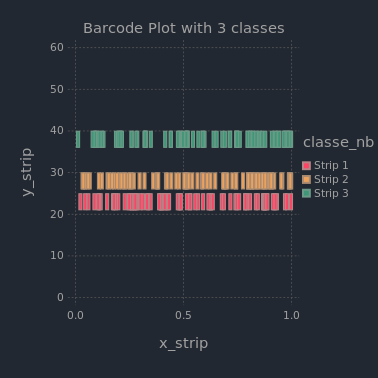 Barcode Plot with 3 classes
60
50
40
30
20
10
0
y_strip
0.0
0.5
1.0
x_strip
classe_nb
Strip 1
Strip 2
Strip 3